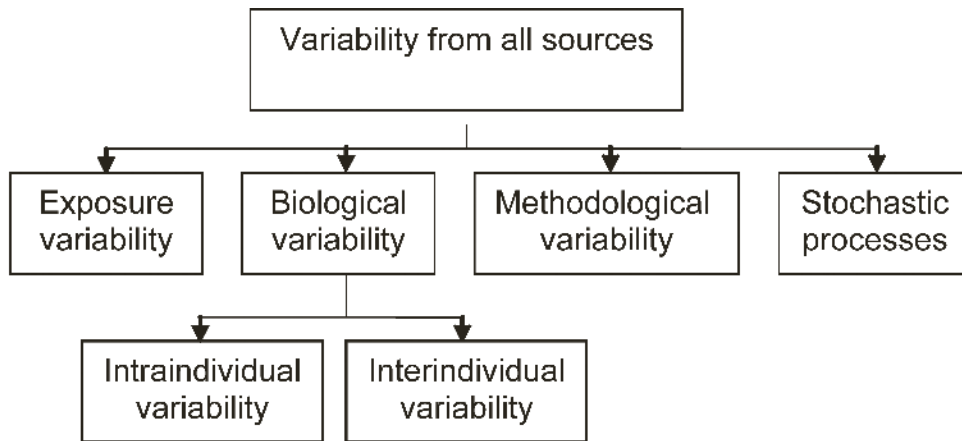 Variability from all sources
Exposure
variability
Biological
variability
Methodological
variability
Stochastic
processes
Intraindividual
variability
Interindividual
variability